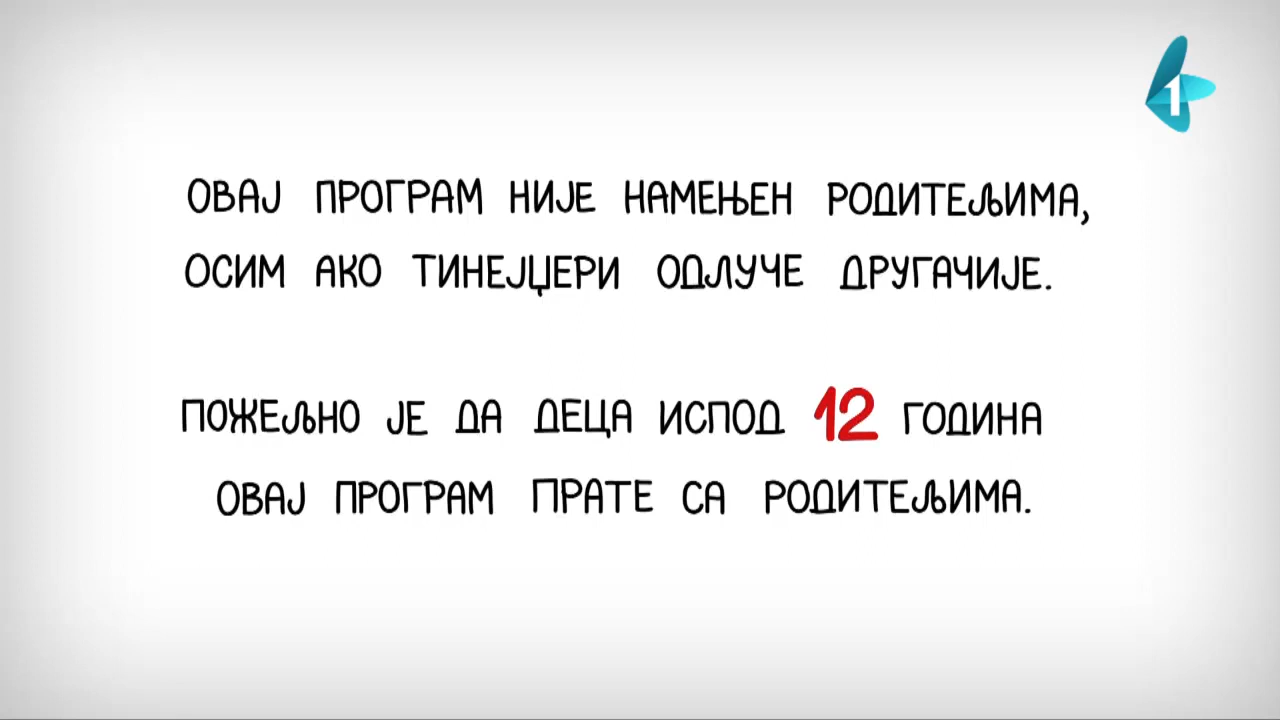 1
ОВАЈ ПРОГРАМ НИЈЕ НАМЕЊЕН РОДИТЕЉИМА,
ОСИМ АКО ТИНЕЈЏЕРИ ОДЛУЧЕ ДРУГАЧИЈЕ.
ПОЖЕЉНО ЈЕ ДА ДЕЦА ИСПОД 12 ГОДИНА
ОВАЈ ПРОГРАМ ПРАТЕ СА РОДИТЕЉИМА.